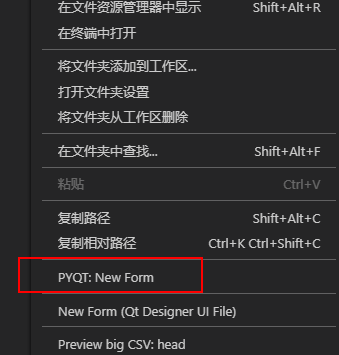 在文件资源管理器中显示 Shift+Alt+R
在终端中打开
将文件夹添加到工作区...
打开文件夹设置
将文件夹从工作区删除
在文件夹中查找... Shift+Alt+F
粘贴 Ctrl+V
复制路径 Shift+Alt+C
复制相对路径 Ctrl+K Ctrl+Shift+C
PYQT: New Form
New Form (Qt Designer UI File)
Preview big CSV: head